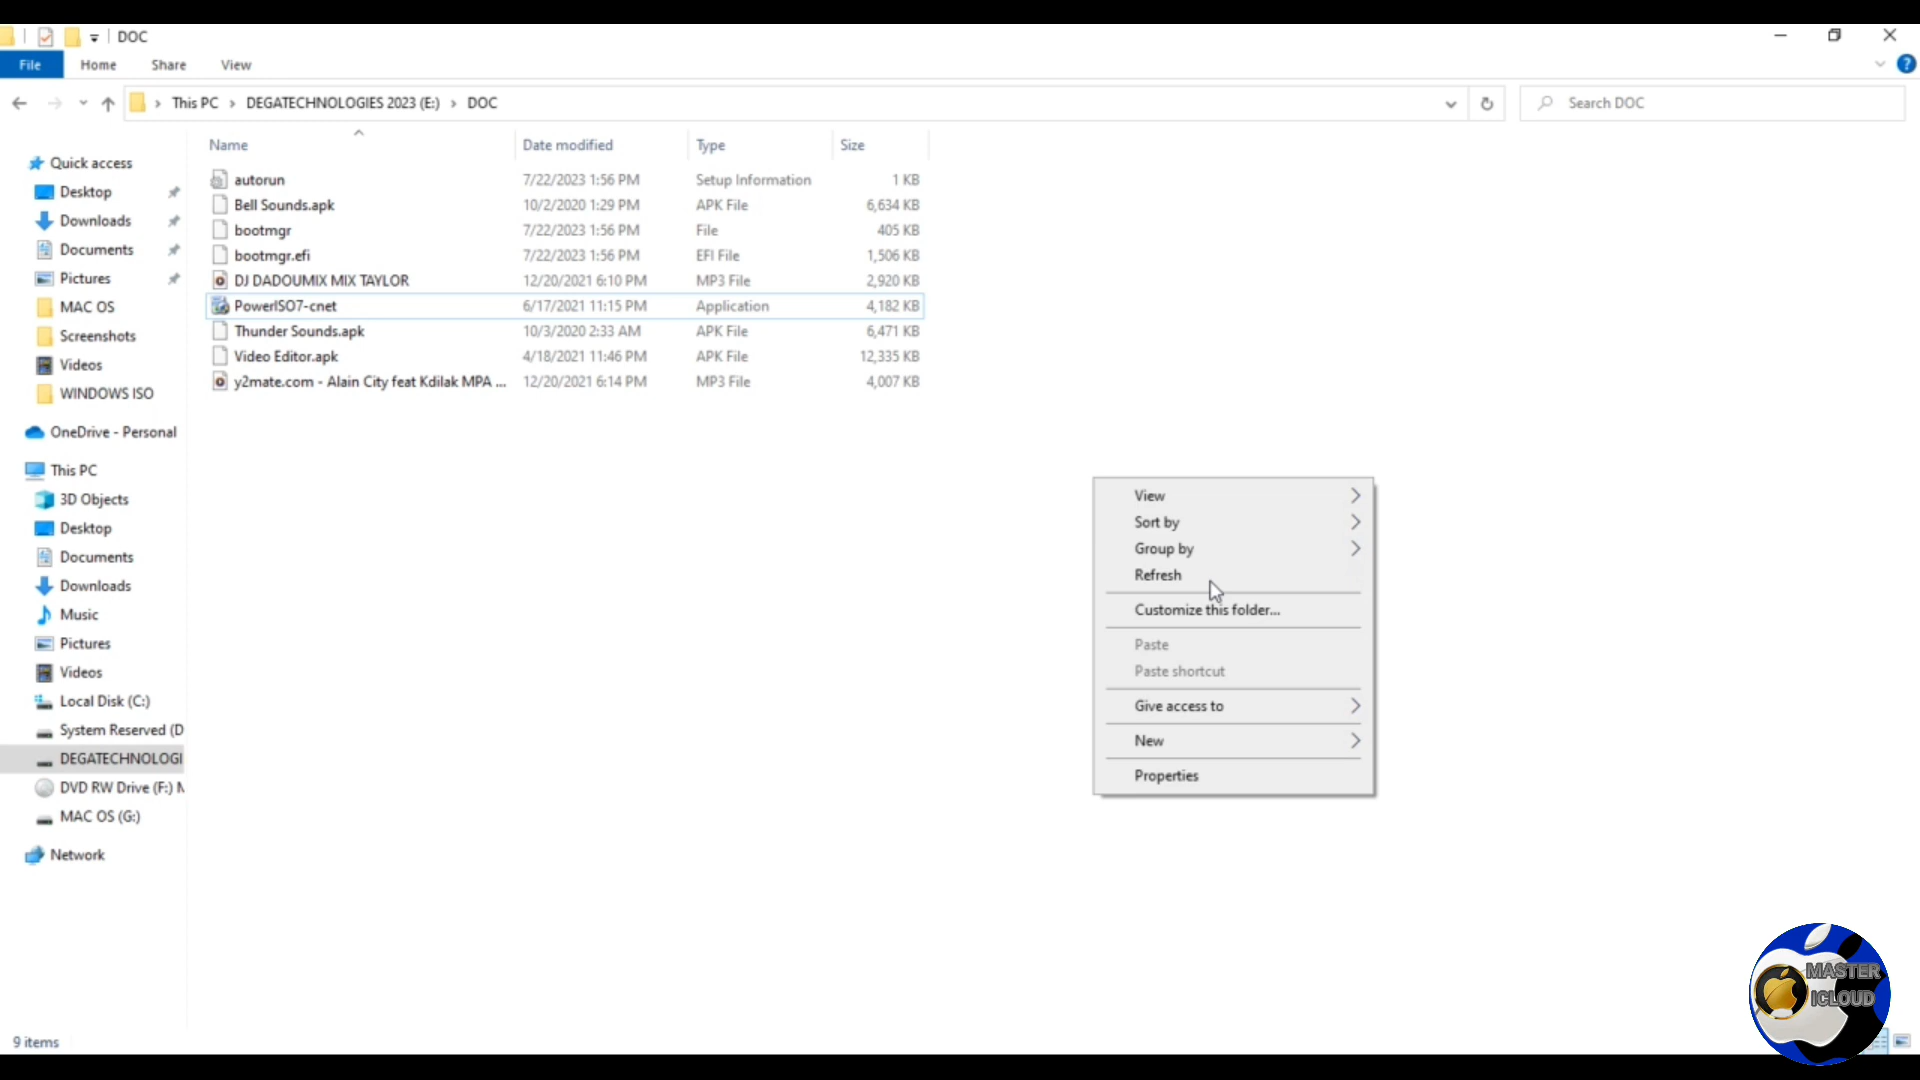 DOC
File Home Share View
This PC > DEGATECHNOLOGIES 2023 (E:) > DOC
Search DOC
Name Date modified Type Size
autorun 7/22/2023 1:56 PM Setup Information 1 KB
Bell Sounds.apk 10/2/2020 1:29 PM APK File 6,634 KB
bootmgr 7/22/2023 1:56 PM File 405 KB
bootmgr.efi 7/22/2023 1:56 PM EFI File 1,506 KB
DJ DADOUMIX MIX TAYLOR 12/20/2021 6:10 PM MP3 File 2,920 KB
PowerISO7-cnet 6/17/2021 11:15 PM Application 4,182 KB
Thunder Sounds.apk 10/3/2020 2:33 AM APK File 6,471 KB
Video Editor.apk 4/18/2021 11:46 PM APK File 12,335 KB
y2mate.com - Alain City feat Kdilak MPA ... 12/20/2021 6:14 PM MP3 File 4,007 KB
Quick access
Desktop
Downloads
Documents
Pictures
MAC OS
Screenshots
Videos
WINDOWS ISO
OneDrive - Personal
This PC
3D Objects
Desktop
Documents
Downloads
Music
Pictures
Videos
Local Disk (C:)
System Reserved (D
DEGATECHNOLOGI
DVD RW Drive (F:) M
MAC OS (G:)
Network
View
Sort by
Group by
Refresh
Customize this folder...
Paste
Paste shortcut
Give access to
New
Properties
9 items
MASTER
ICLOUD